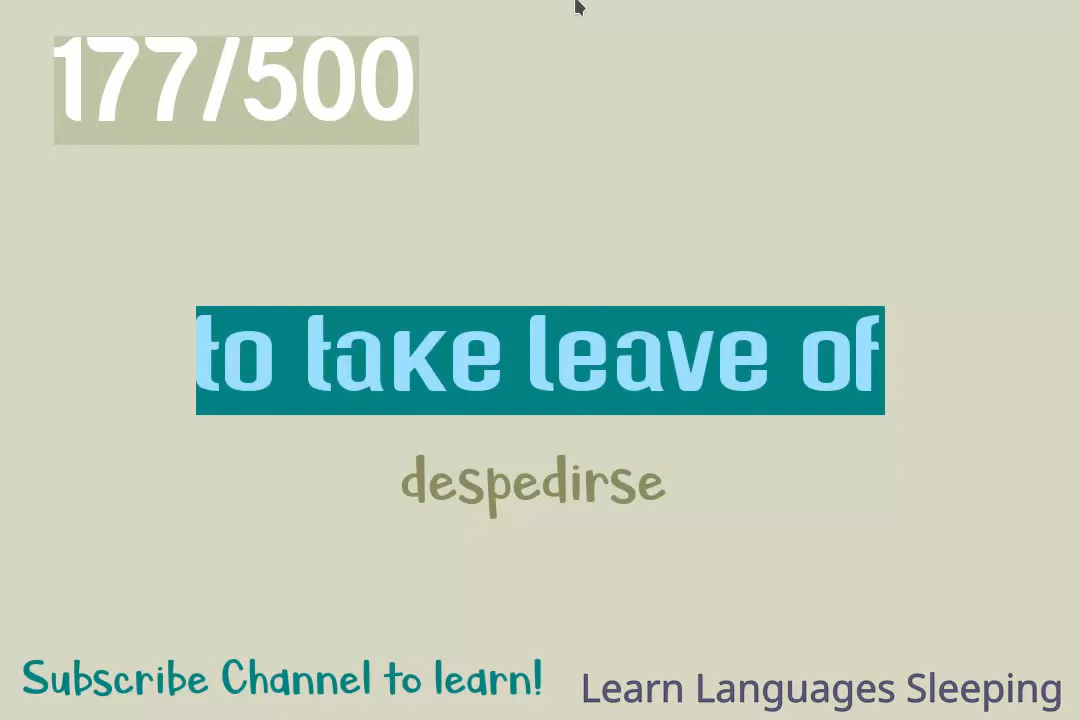 177/500
to take leave of
despedirse
Subscribe Channel to learn!
Learn Languages Sleeping